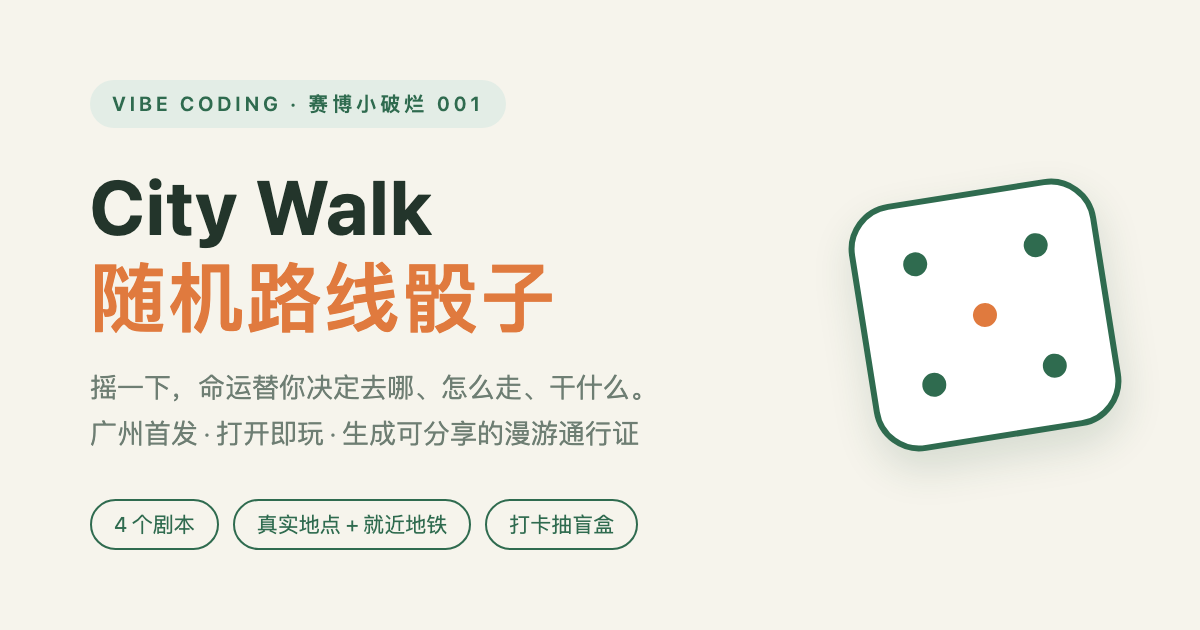 VIBE CODING · 赛博小破烂 001
City Walk
随机路线骰子
摇一下，命运替你决定去哪、怎么走、干什么。
广州首发 · 打开即玩 · 生成可分享的漫游通行证
4 个剧本
真实地点 + 就近地铁
打卡抽盲盒